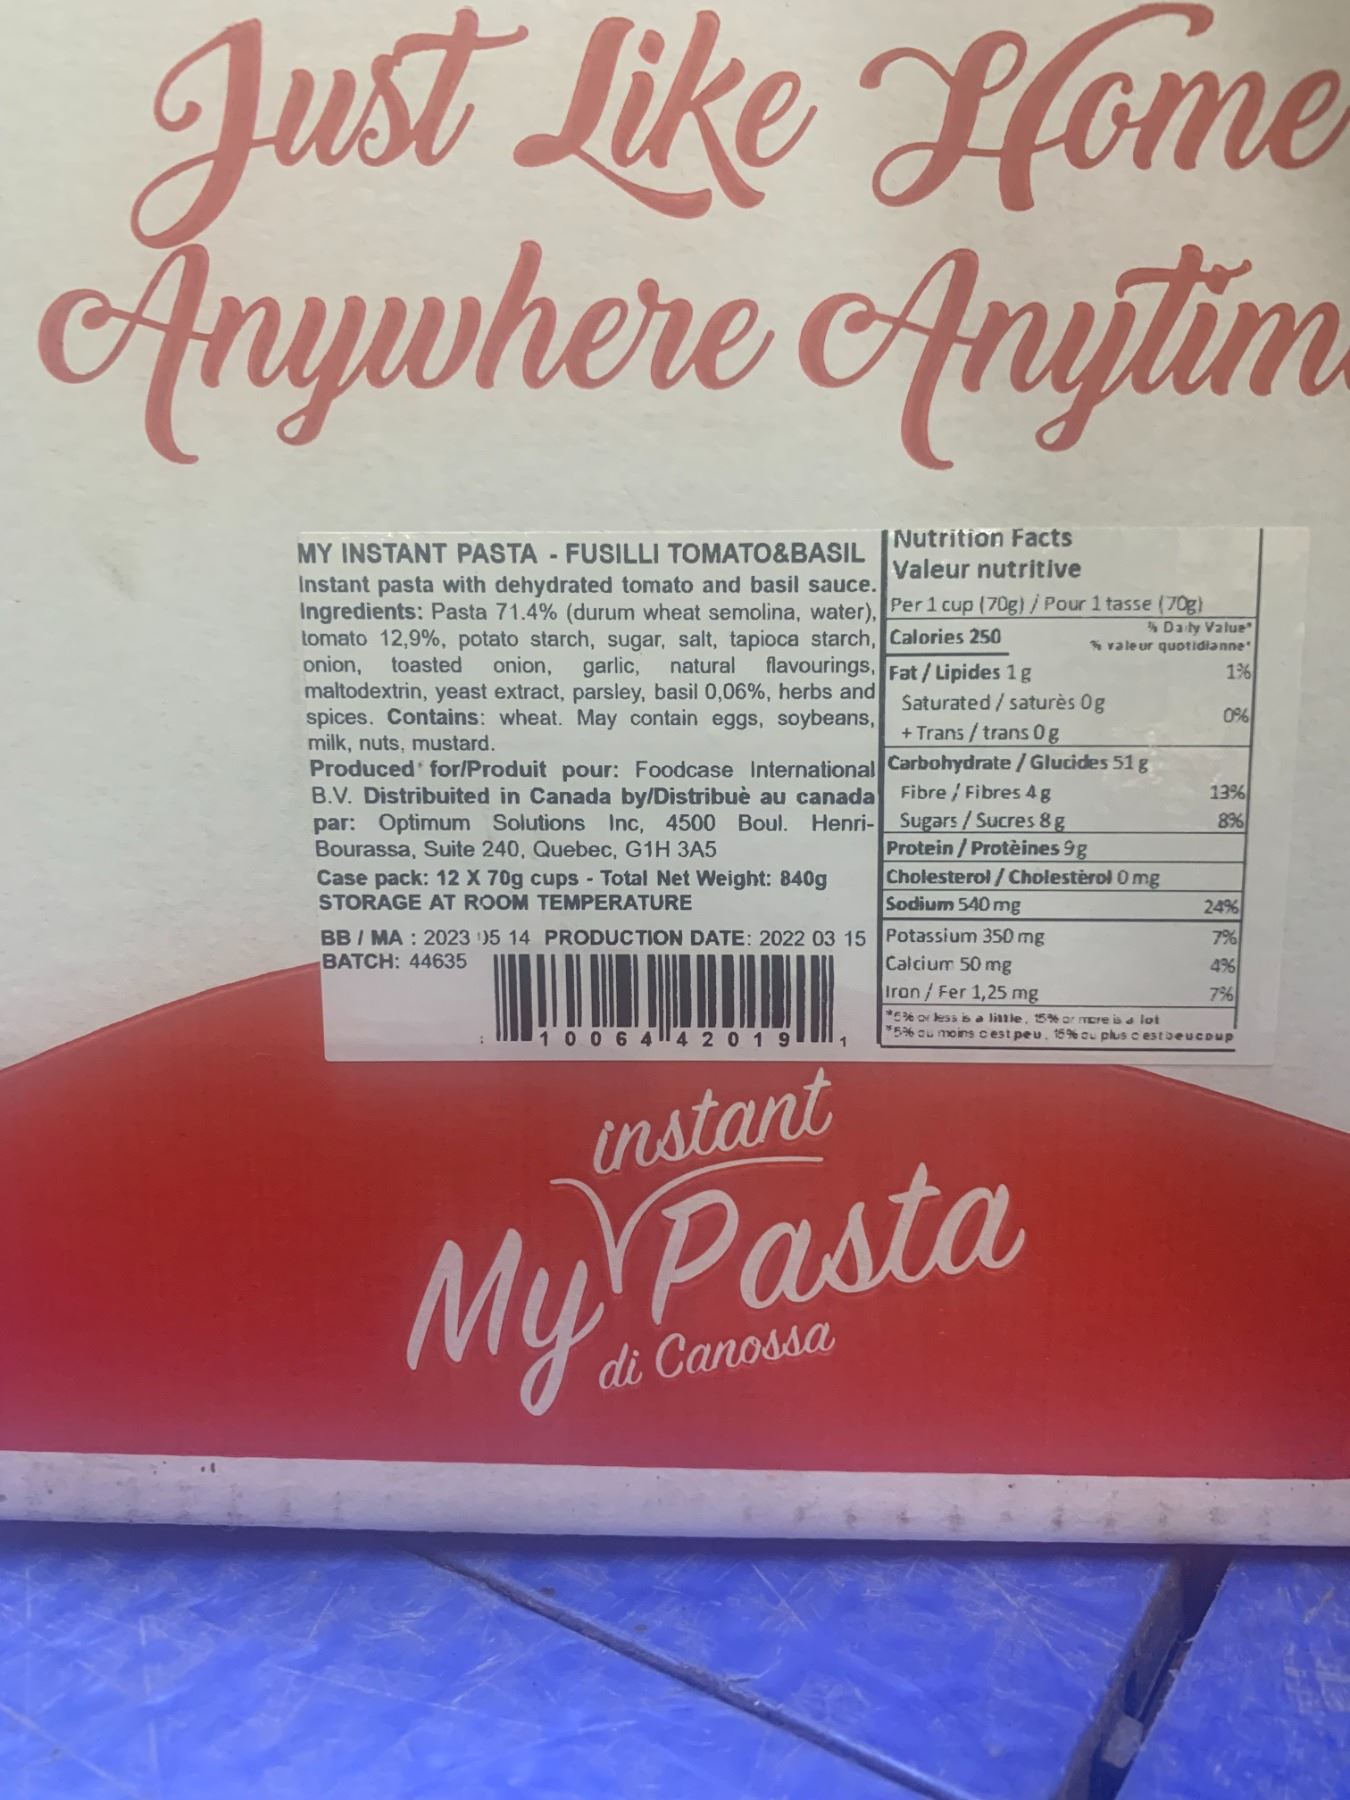 Just Like Home
Anywhere Anytim
MY INSTANT PASTA - FUSILLI TOMATO&BASIL
Instant pasta with dehydrated tomato and basil sauce.
Ingredients: Pasta 71.4% (durum wheat semolina, water),
tomato 12,9%, potato starch, sugar, salt, tapioca starch,
onion, toasted onion, garlic, natural flavourings,
maltodextrin, yeast extract, parsley, basil 0,06%, herbs and
spices. Contains: wheat. May contain eggs, soybeans,
milk, nuts, mustard.
Produced for/Produit pour: Foodcase International
B.V. Distribuited in Canada by/Distribuè au canada
par: Optimum Solutions Inc, 4500 Boul. Henri-
Bourassa, Suite 240, Quebec, G1H 3A5
Case pack: 12 X 70g cups - Total Net Weight: 840g
STORAGE AT ROOM TEMPERATURE
BB / MA : 2023 05 14 PRODUCTION DATE: 2022 03 15
BATCH: 44635
1 0 0 6 4 4 2 0 1 9 1
Nutrition Facts
Valeur nutritive
Per 1 cup (70g) / Pour 1 tasse (70g)
% Daily Value*
Calories 250
% valeur quotidianne*
Fat / Lipides 1 g 1%
Saturated / saturès 0 g
0%
+ Trans / trans 0 g
Carbohydrate / Glucides 51 g
Fibre / Fibres 4 g 13%
Sugars / Sucres 8 g 8%
Protein / Protèines 9g
Cholesterol / Cholestèrol 0 mg
Sodium 540 mg 24%
Potassium 350 mg 7%
Calcium 50 mg 4%
Iron / Fer 1,25 mg 7%
*5% or less is a little, 15% or more is a lot
*5% ou moins c est peu, 15% ou plus c est beucoup
instant
My Pasta
di Canossa